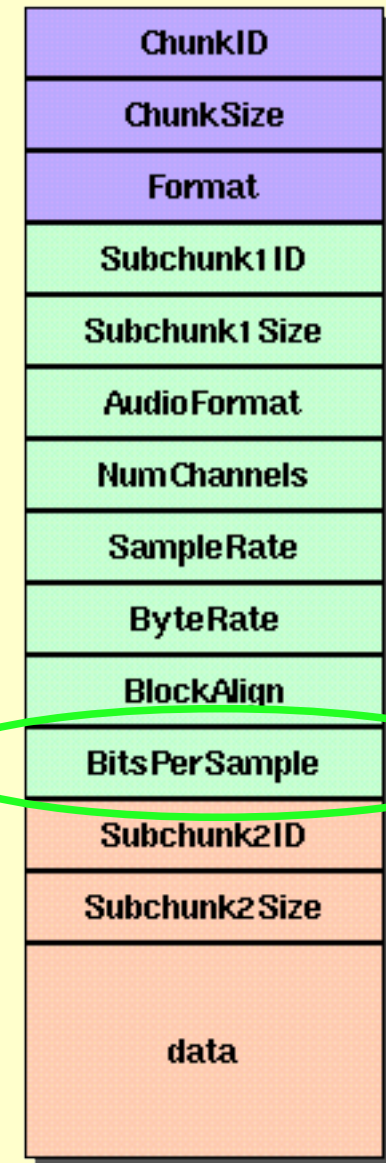 ChunkID
ChunkSize
Format
Subchunk1ID
Subchunk1Size
AudioFormat
NumChannels
SampleRate
ByteRate
BlockAlign
BitsPerSample
Subchunk2ID
Subchunk2Size
data